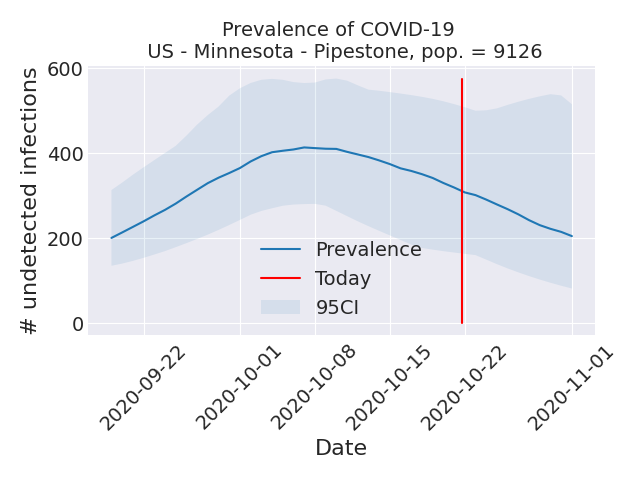 Prevalence of COVID-19
US - Minnesota - Pipestone, pop. = 9126
# undetected infections
600
400
200
0
Prevalence
Today
95CI
2020-09-22
2020-10-01
2020-10-08
2020-10-15
2020-10-22
2020-11-01
Date